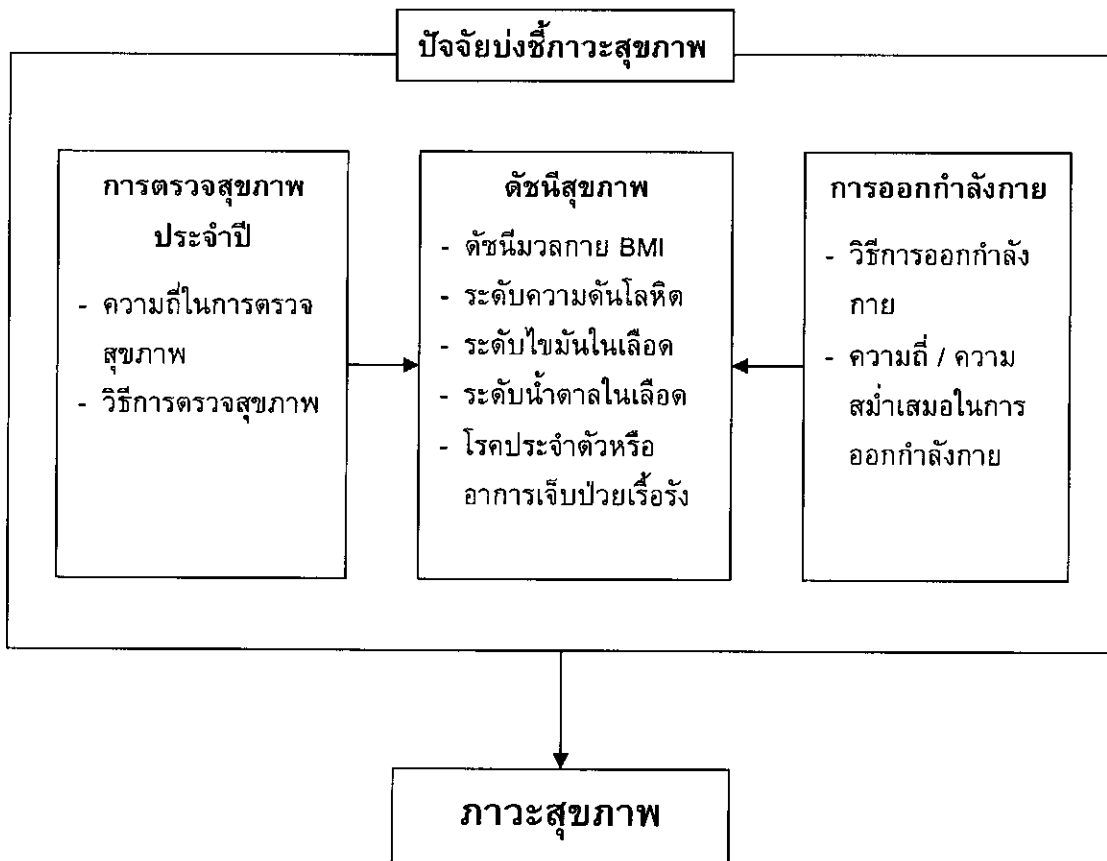 ปัจจัยบ่งชี้ภาวะสุขภาพ
การตรวจสุขภาพ
ประจำปี
- ความถี่ในการตรวจ
สุขภาพ
- วิธีการตรวจสุขภาพ
ดัชนีสุขภาพ
- ดัชนีมวลกาย BMI
- ระดับความดันโลหิต
- ระดับไขมันในเลือด
- ระดับน้ำตาลในเลือด
- โรคประจำตัวหรือ
อาการเจ็บป่วยเรื้อรัง
การออกกำลังกาย
- วิธีการออกกำลัง
กาย
- ความถี่ / ความ
สม่ำเสมอในการ
ออกกำลังกาย
ภาวะสุขภาพ